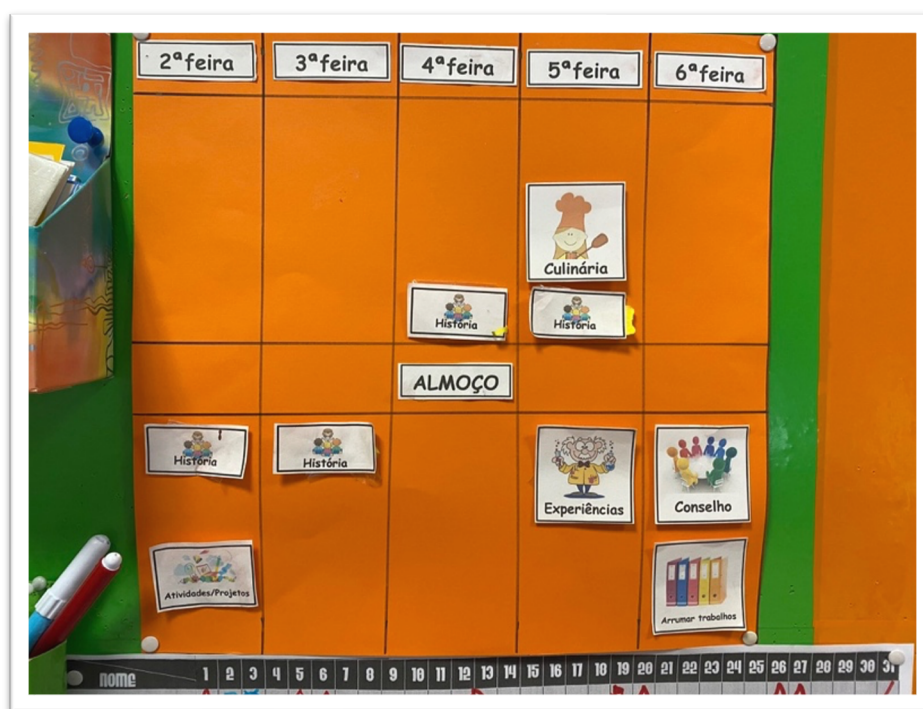 2ªfeira 3ªfeira 4ªfeira 5ªfeira 6ªfeira
Culinária
História História
ALMOÇO
História História
Experiências Conselho
Atividades/Projetos
Arrumar trabalhos
nome 1 2 3 4 5 6 7 8 9 10 11 12 13 14 15 16 17 18 19 20 21 22 23 24 25 26 27 28 29 30 31